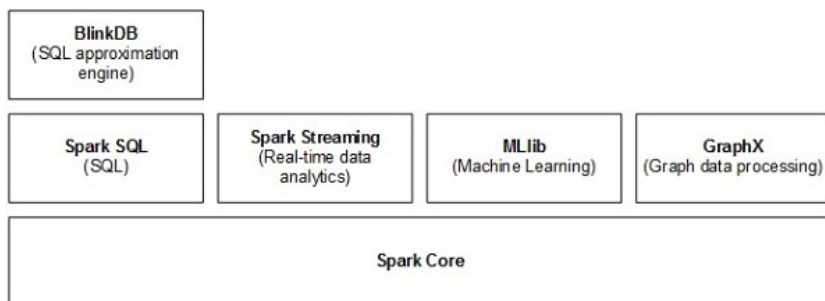 BlinkDB
(SQL approximation
engine)
Spark SQL
(SQL)
Spark Streaming
(Real-time data
analytics)
MLlib
(Machine Learning)
GraphX
(Graph data processing)
Spark Core